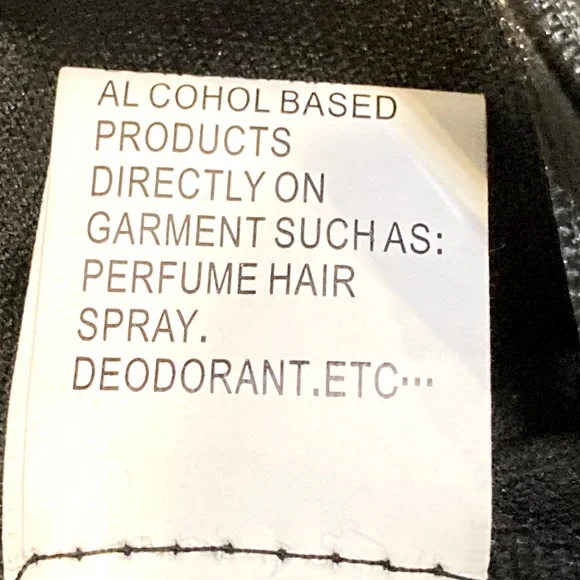 AL COHOL BASED
PRODUCTS
DIRECTLY ON
GARMENT SUCH AS:
PERFUME HAIR
SPRAY.
DEODORANT.ETC···